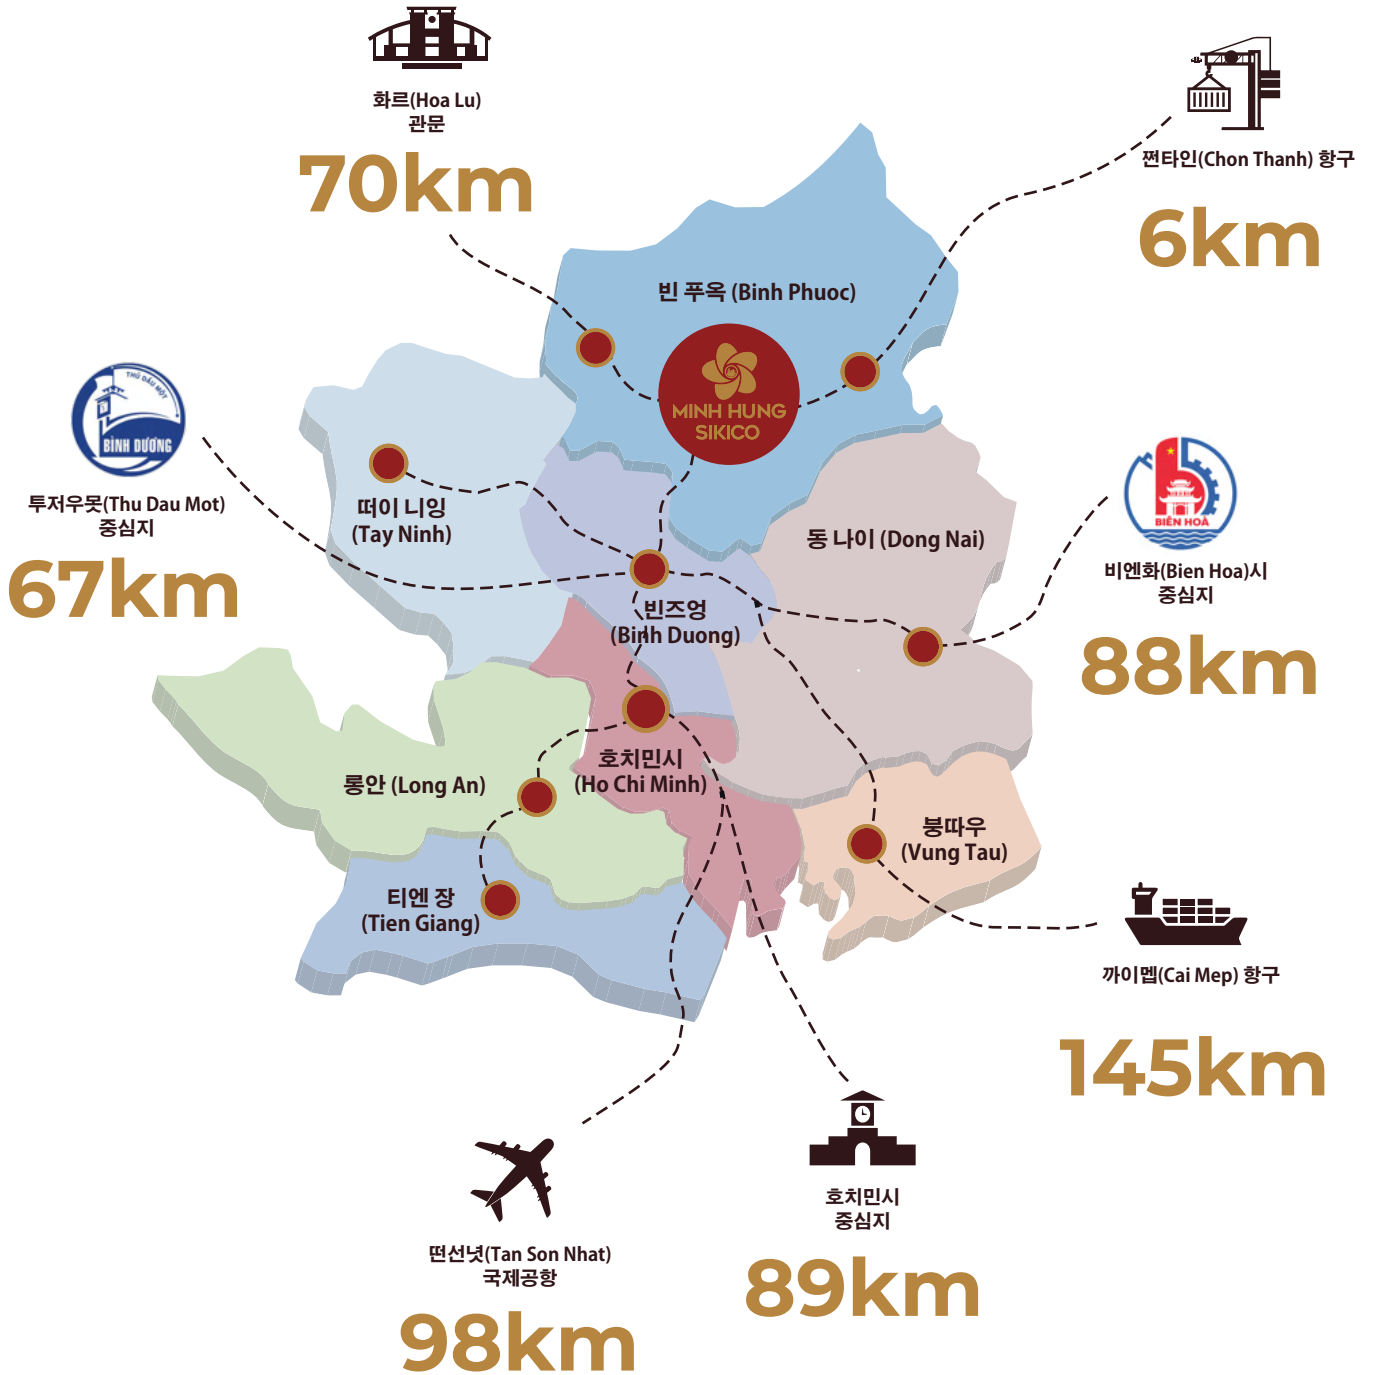 화르(Hoa Lu)
관문
70km
쩐타인(Chon Thanh) 항구
6km
빈 푸옥 (Binh Phuoc)
MINH HUNG
SIKICO
THỦ DẦU MỘT
BÌNH DƯƠNG
투저우못(Thu Dau Mot)
중심지
67km
떠이 니잉
(Tay Ninh)
동 나이 (Dong Nai)
BIÊN HOÀ
비엔화(Bien Hoa)시
중심지
88km
빈즈엉
(Binh Duong)
호치민시
(Ho Chi Minh)
롱안 (Long An)
붕따우
(Vung Tau)
티엔 장
(Tien Giang)
까이멥(Cai Mep) 항구
145km
호치민시
중심지
89km
떤선녓(Tan Son Nhat)
국제공항
98km